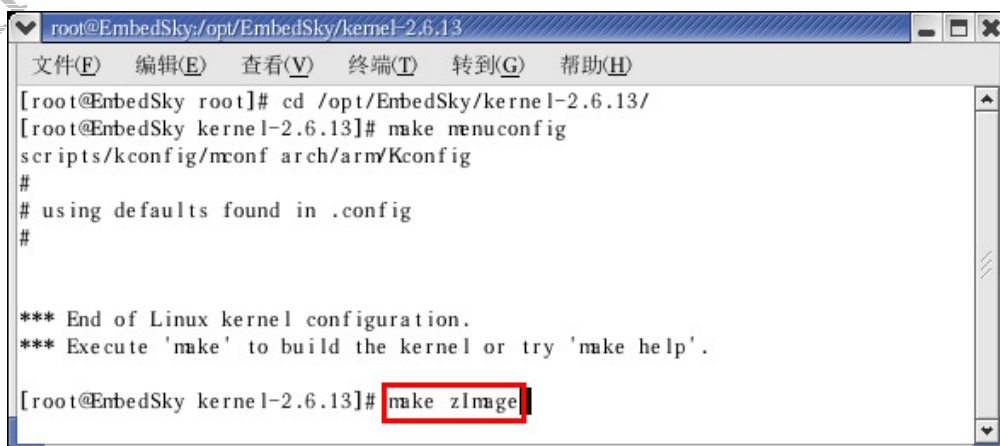 root@EmbedSky:/opt/EmbedSky/kernel-2.6.13
文件(F) 编辑(E) 查看(V) 终端(T) 转到(G) 帮助(H)
[root@EmbedSky root]# cd /opt/EmbedSky/kernel-2.6.13/
[root@EmbedSky kernel-2.6.13]# make menuconfig
scripts/kconfig/mconf arch/arm/Kconfig
#
# using defaults found in .config
#
*** End of Linux kernel configuration.
*** Execute 'make' to build the kernel or try 'make help'.
[root@EmbedSky kernel-2.6.13]# make zImage